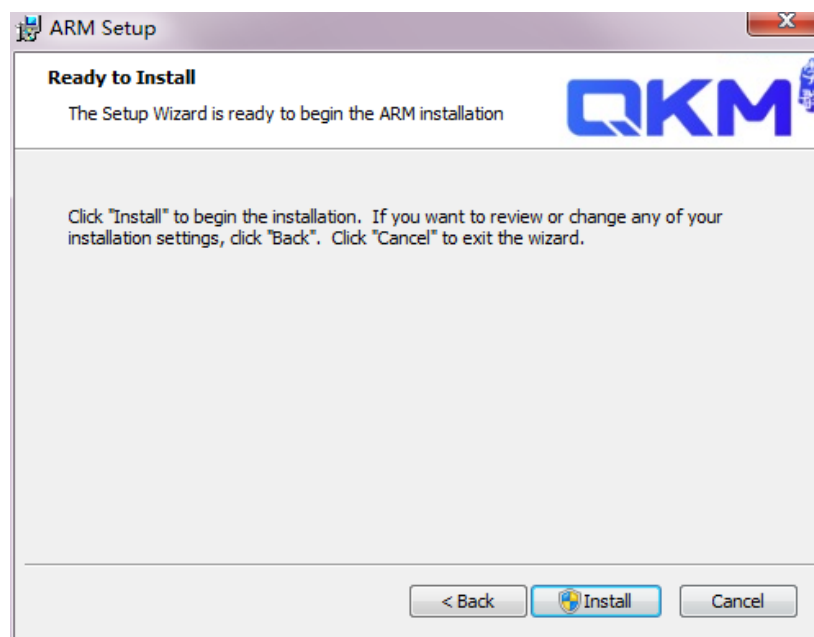 ARM Setup
X
Ready to Install
The Setup Wizard is ready to begin the ARM installation
QKM
Click "Install" to begin the installation. If you want to review or change any of your
installation settings, click "Back". Click "Cancel" to exit the wizard.
< Back
Install
Cancel